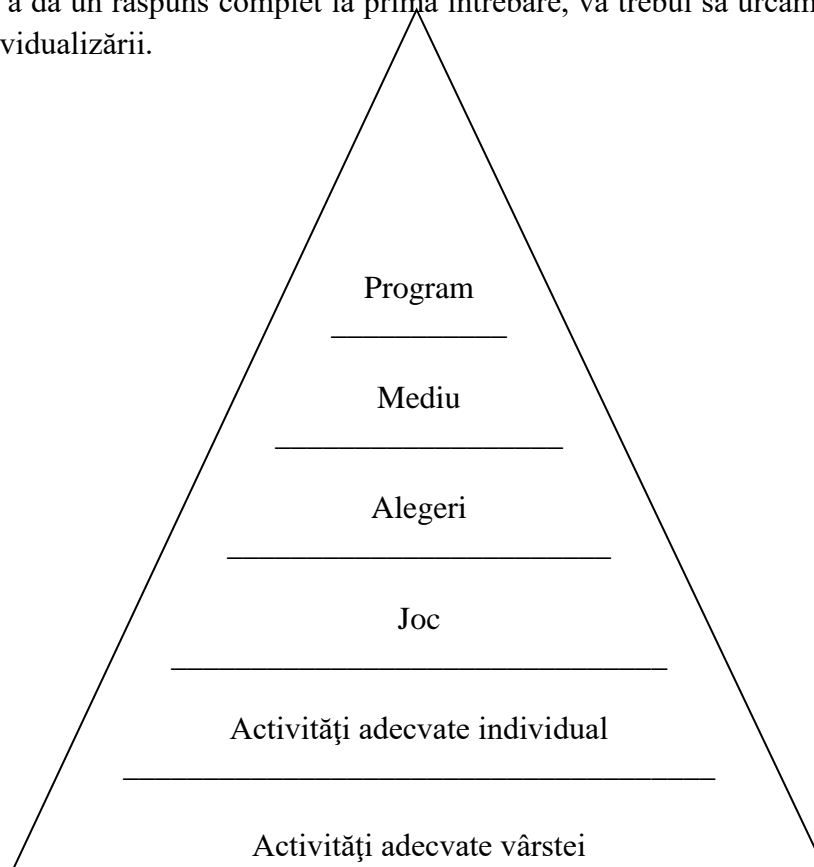 a da un răspuns complet la prima întrebare, va trebui să urcăm
vidualizării.
Program
Mediu
Alegeri
Joc
Activităţi adecvate individual
Activităţi adecvate vârstei